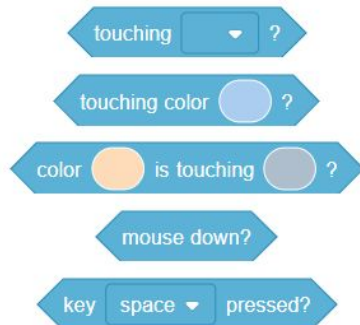 touching ?
touching color ?
color is touching ?
mouse down?
key space pressed?